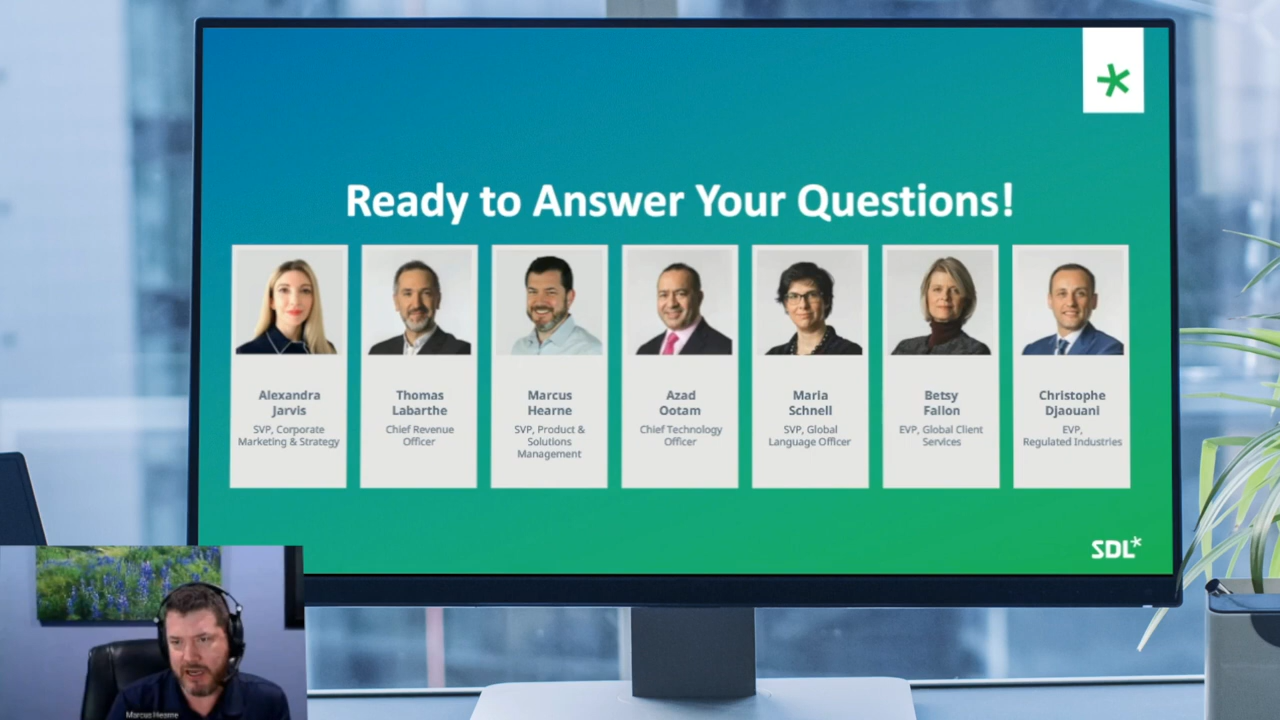 Ready to Answer Your Questions!
Alexandra
Jarvis
SVP, Corporate
Marketing & Strategy
Thomas
Labarthe
Chief Revenue
Officer
Marcus
Hearne
SVP, Product &
Solutions
Management
Azad
Ootam
Chief Technology
Officer
Maria
Schnell
SVP, Global
Language Officer
Betsy
Fallon
EVP, Global Client
Services
Christophe
Djaouani
EVP,
Regulated Industries
SDL*
Marcus Hearne